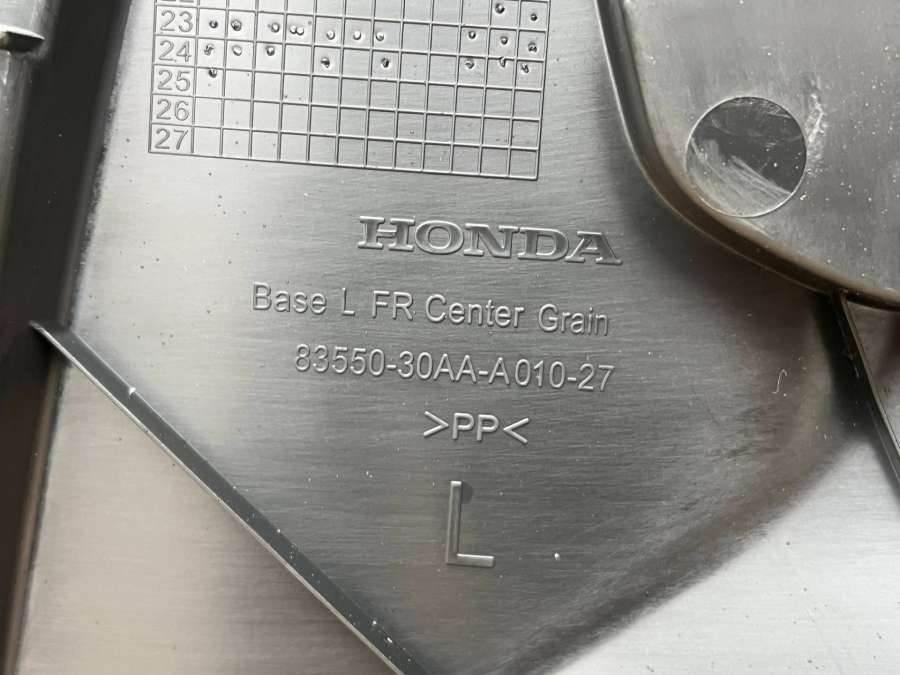 23
24
25
26
27
HONDA
Base L FR Center Grain
83550-30AA-A010-27
>PP<
L